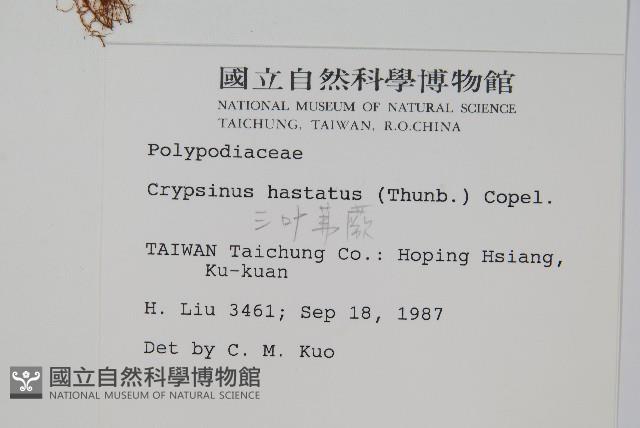 國立自然科學博物館
NATIONAL MUSEUM OF NATURAL SCIENCE
TAICHUNG, TAIWAN, R.O.CHINA
Polypodiaceae
Crypsinus hastatus (Thunb.) Copel.
三叶茀蕨
TAIWAN Taichung Co.: Hoping Hsiang,
Ku-kuan
H. Liu 3461; Sep 18, 1987
Det by C. M. Kuo
國立自然科學博物館
NATIONAL MUSEUM OF NATURAL SCIENCE